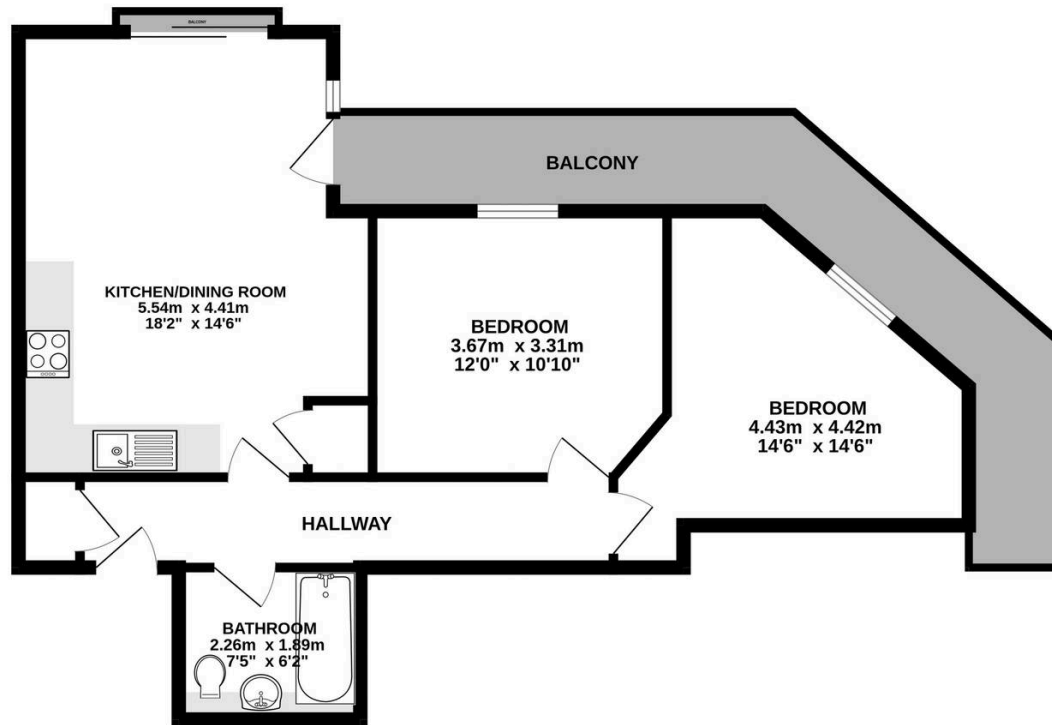 BALCONY
BALCONY
KITCHEN/DINING ROOM
5.54m x 4.41m
18'2" x 14'6"
BEDROOM
3.67m x 3.31m
12'0" x 10'10"
BEDROOM
4.43m x 4.42m
14'6" x 14'6"
HALLWAY
BATHROOM
2.26m x 1.89m
7'5" x 6'2"